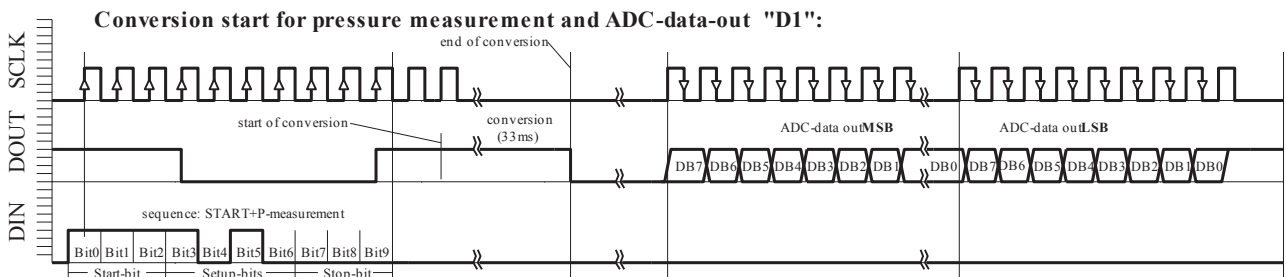 Conversion start for pressure measurement and ADC-data-out "D1":
end of conversion
SCLK
start of conversion
conversion
(33ms)
ADC-data out MSB
ADC-data out LSB
DOUT
DB7 DB6 DB5 DB4 DB3 DB2 DB1 DB0 DB7 DB6 DB5 DB4 DB3 DB2 DB1 DB0
sequence: START+P-measurement
DIN
Bit0 Bit1 Bit2 Bit3 Bit4 Bit5 Bit6 Bit7 Bit8 Bit9
Start-bit Setup-bits Stop-bit